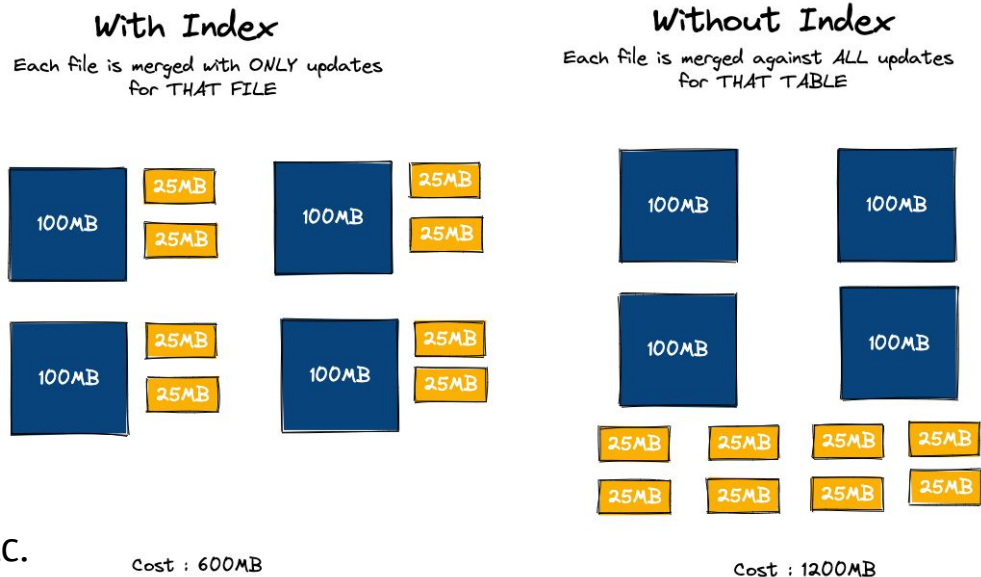 With Index
Each file is merged with ONLY updates
for THAT FILE
100MB
25MB
25MB
100MB
25MB
25MB
100MB
25MB
25MB
100MB
25MB
25MB
Cost : 600MB
Without Index
Each file is merged against ALL updates
for THAT TABLE
100MB
100MB
100MB
100MB
25MB
25MB
25MB
25MB
25MB
25MB
25MB
25MB
Cost : 1200MB
c.